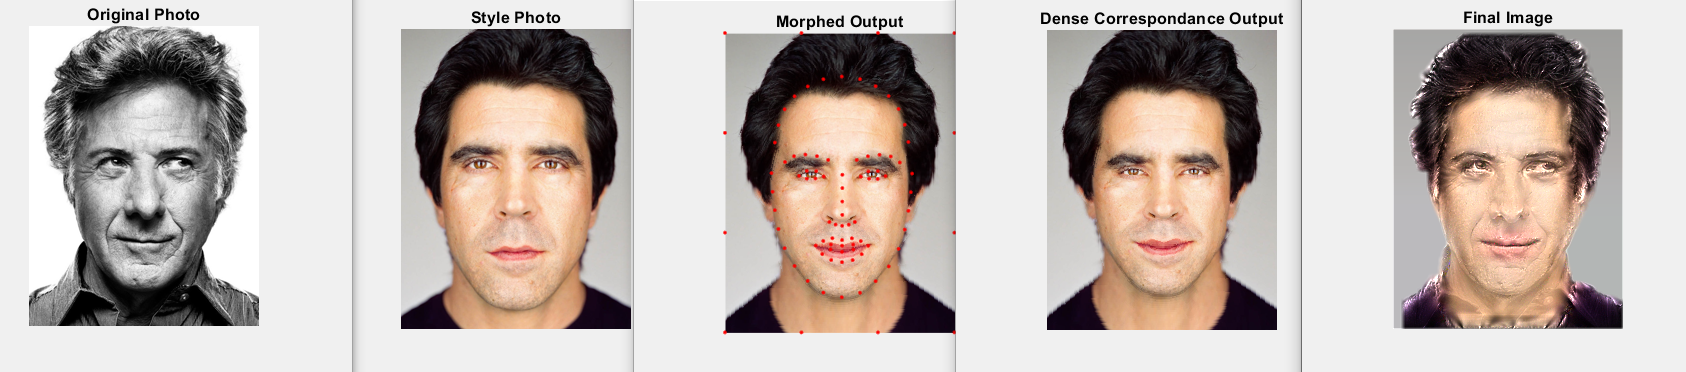 Original Photo
Style Photo
Morphed Output
Dense Correspondance Output
Final Image